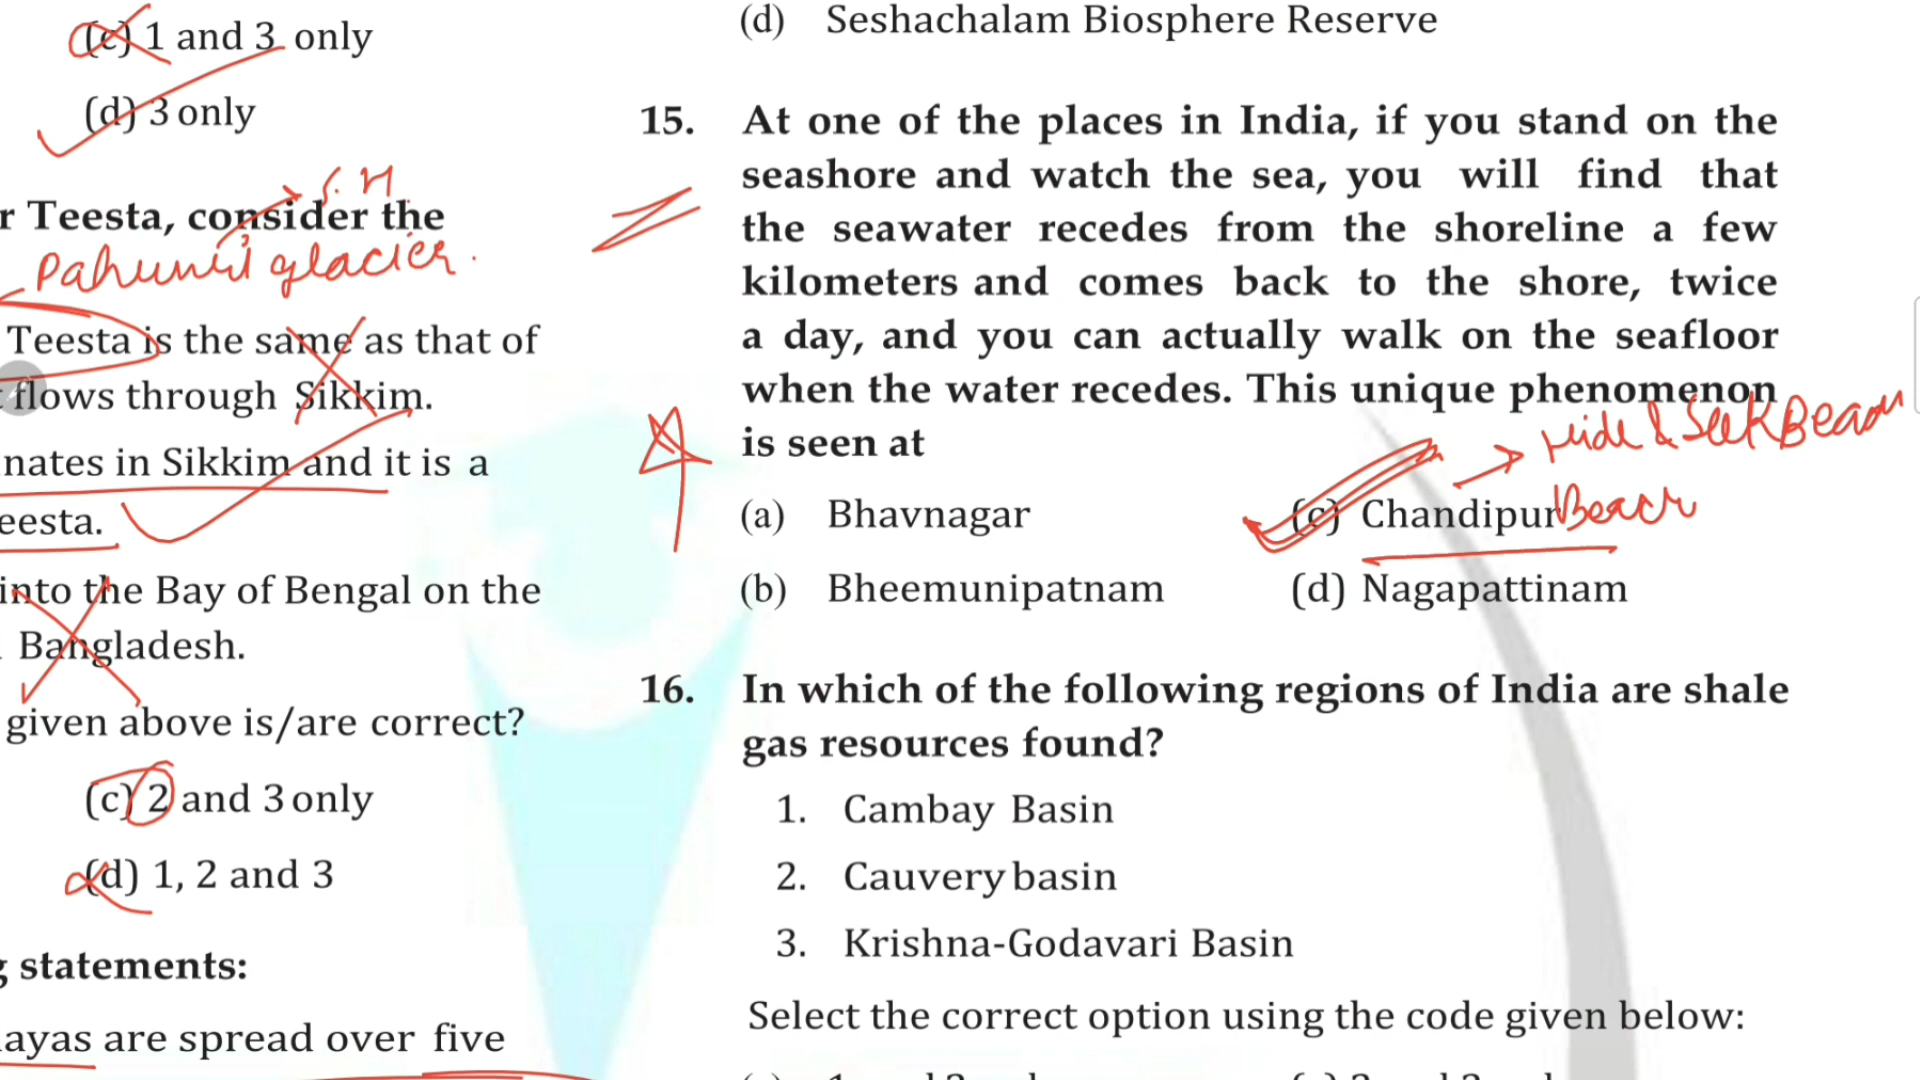 (c) 1 and 3 only
(d) 3 only
S.H
r Teesta, consider the
Pahunri glacier.
Teesta is the same as that of
flows through Sikkim.
nates in Sikkim and it is a
eesta.
into the Bay of Bengal on the
Bangladesh.
given above is/are correct?
(c) 2 and 3 only
(d) 1, 2 and 3
g statements:
layas are spread over five
(d) Seshachalam Biosphere Reserve
15. At one of the places in India, if you stand on the
seashore and watch the sea, you will find that
the seawater recedes from the shoreline a few
kilometers and comes back to the shore, twice
a day, and you can actually walk on the seafloor
when the water recedes. This unique phenomenon
is seen at
Hide & Seek Beach
(a) Bhavnagar (c) Chandipur Beach
(b) Bheemunipatnam (d) Nagapattinam
16. In which of the following regions of India are shale
gas resources found?
1. Cambay Basin
2. Cauvery basin
3. Krishna-Godavari Basin
Select the correct option using the code given below: